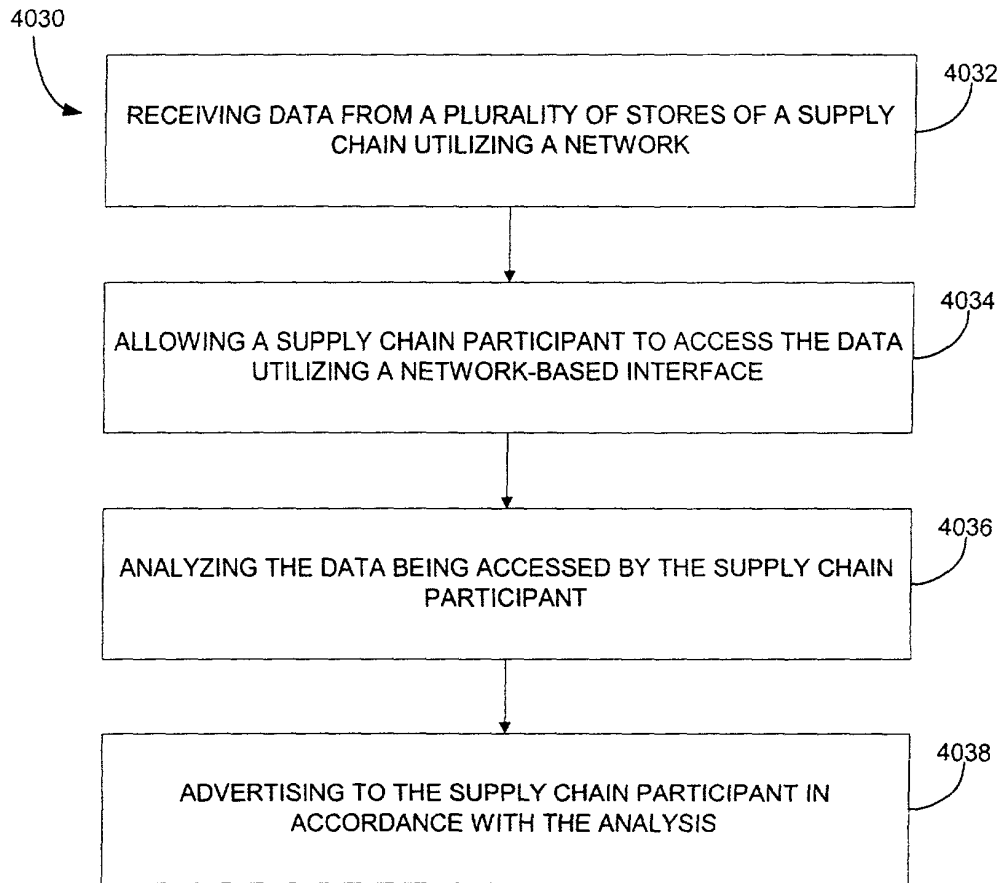 4030
4032
RECEIVING DATA FROM A PLURALITY OF STORES OF A SUPPLY
CHAIN UTILIZING A NETWORK
4034
ALLOWING A SUPPLY CHAIN PARTICIPANT TO ACCESS THE DATA
UTILIZING A NETWORK-BASED INTERFACE
4036
ANALYZING THE DATA BEING ACCESSED BY THE SUPPLY CHAIN
PARTICIPANT
4038
ADVERTISING TO THE SUPPLY CHAIN PARTICIPANT IN
ACCORDANCE WITH THE ANALYSIS